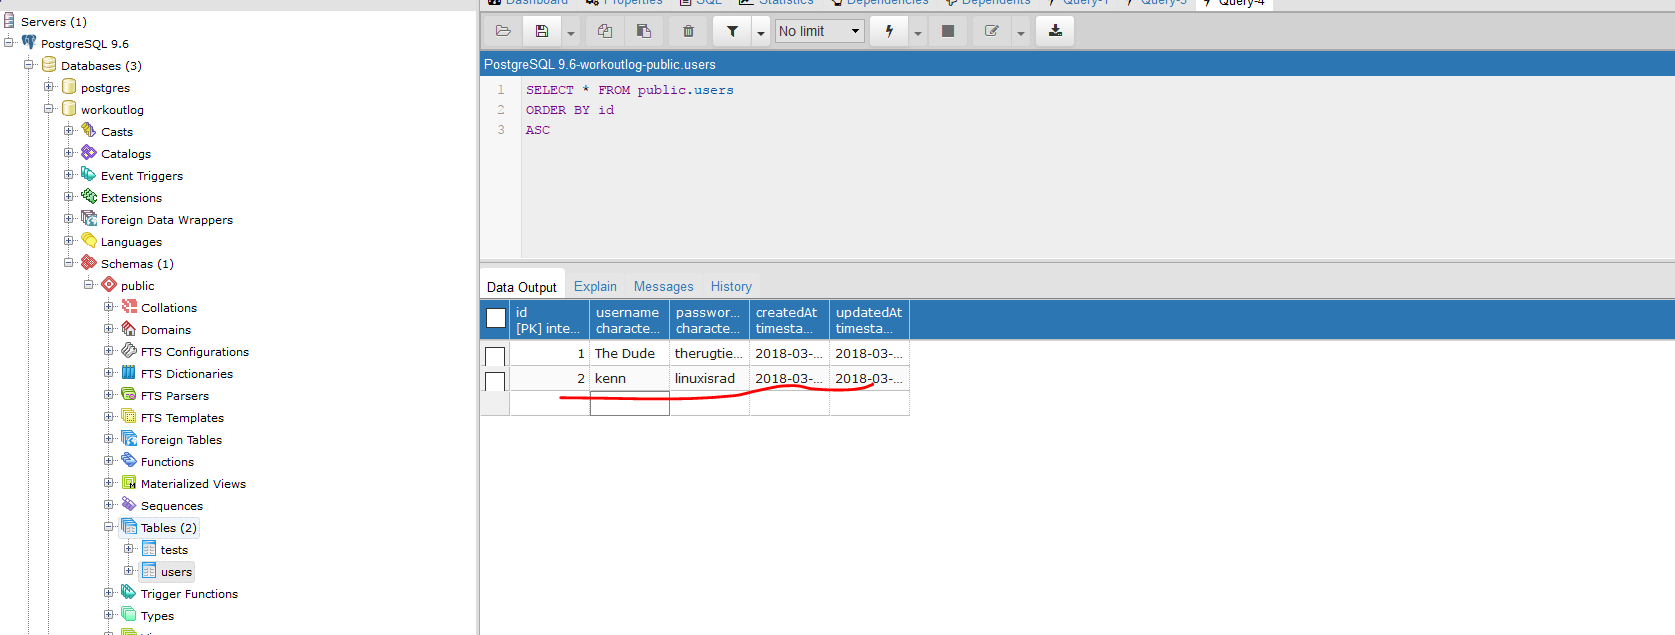 Dashboard Properties SQL Statistics Dependencies Dependents Query-1 Query-3 Query-4
Servers (1)
PostgreSQL 9.6
Databases (3)
postgres
workoutlog
Casts
Catalogs
Event Triggers
Extensions
Foreign Data Wrappers
Languages
Schemas (1)
public
Collations
Domains
FTS Configurations
FTS Dictionaries
FTS Parsers
FTS Templates
Foreign Tables
Functions
Materialized Views
Sequences
Tables (2)
tests
users
Trigger Functions
Types
No limit
PostgreSQL 9.6-workoutlog-public.users
1 SELECT * FROM public.users
2 ORDER BY id
3 ASC
Data Output Explain Messages History
id username passwor... createdAt updatedAt
[PK] inte... characte... characte... timesta... timesta...
1 The Dude therugtie... 2018-03-... 2018-03-...
2 kenn linuxisrad 2018-03-... 2018-03-...